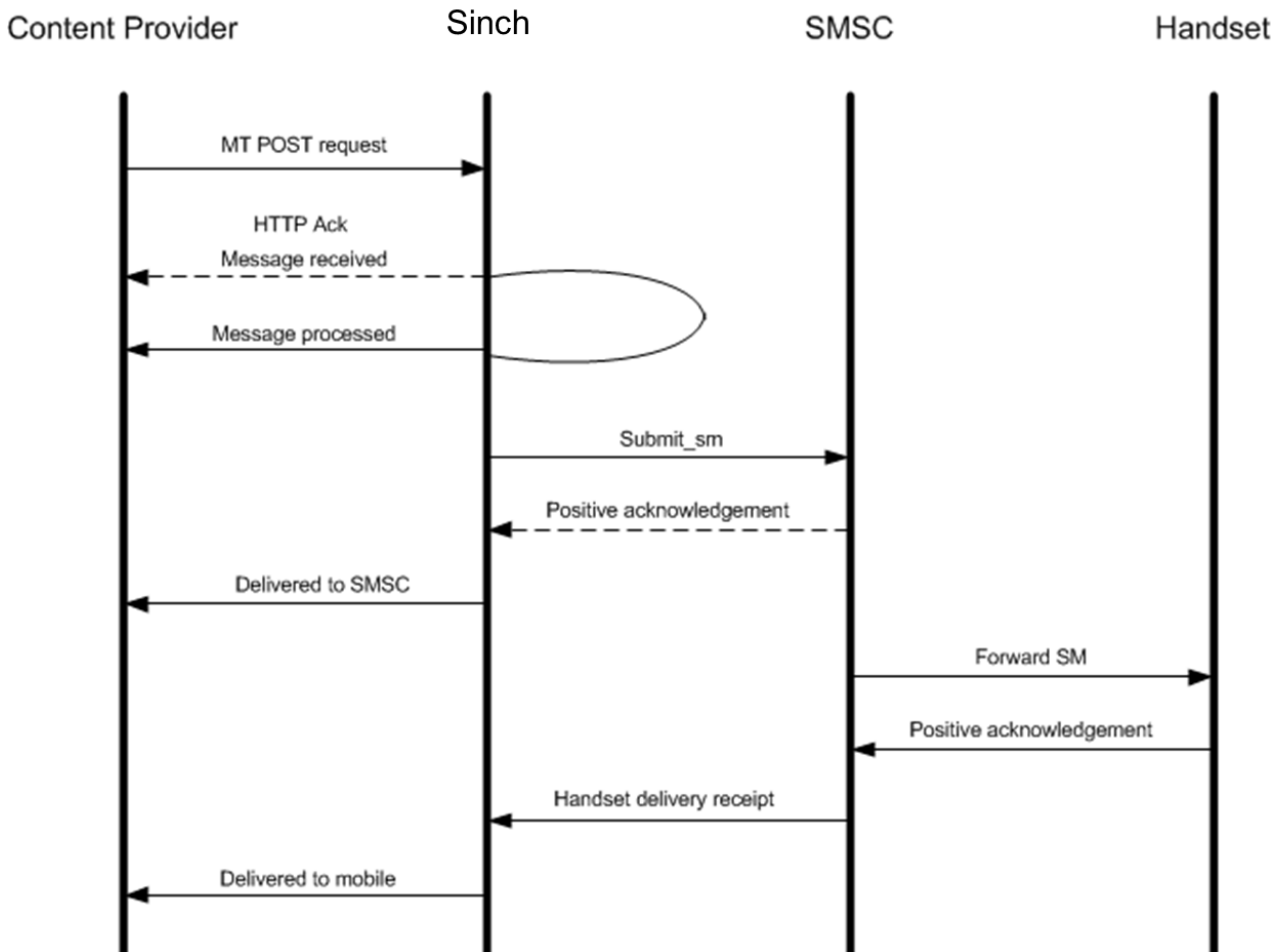 Content Provider
Sinch
SMSC
Handset
MT POST request
HTTP Ack
Message received
Message processed
Submit_sm
Positive acknowledgement
Delivered to SMSC
Forward SM
Positive acknowledgement
Handset delivery receipt
Delivered to mobile